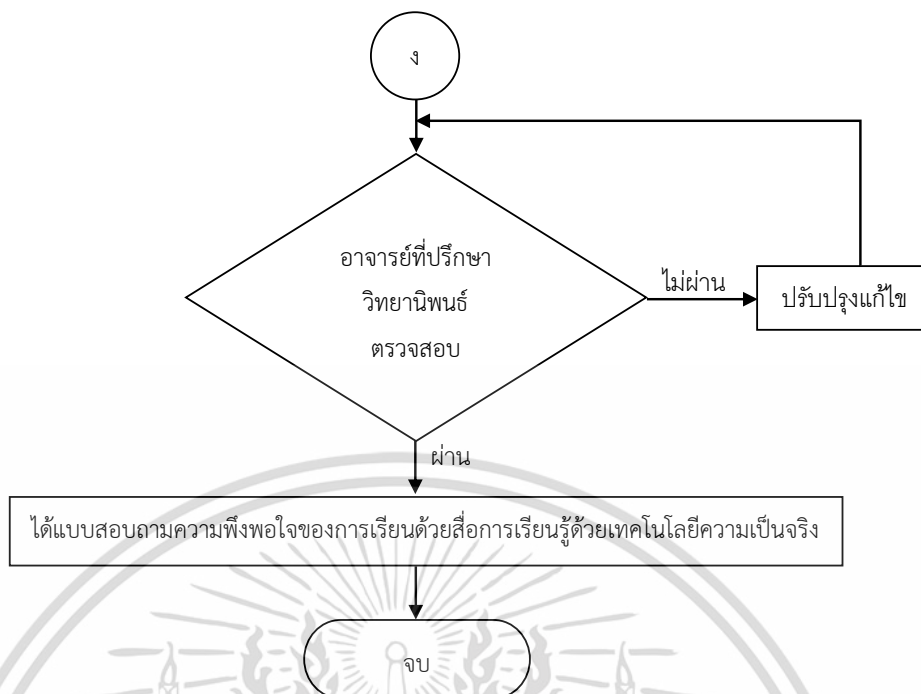 ง
อาจารย์ที่ปรึกษา
วิทยานิพนธ์
ตรวจสอบ
ไม่ผ่าน
ปรับปรุงแก้ไข
ผ่าน
ได้แบบสอบถามความพึงพอใจของการเรียนด้วยสื่อการเรียนรู้ด้วยเทคโนโลยีความเป็นจริง
จบ